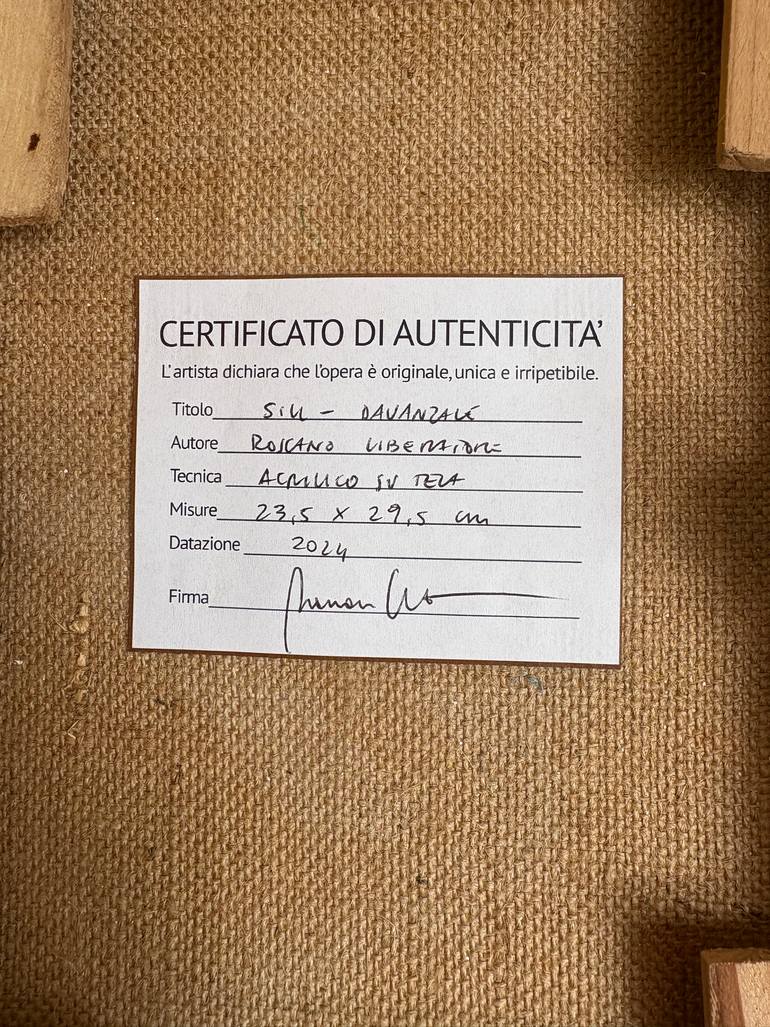 CERTIFICATO DI AUTENTICITA'
L'artista dichiara che l'opera è originale, unica e irripetibile.
Titolo SILL - DAVANZALE
Autore ROSCANO LIBERATORE
Tecnica ACRILICO SU TELA
Misure 23,5 x 29,5 cm
Datazione 2024
Firma